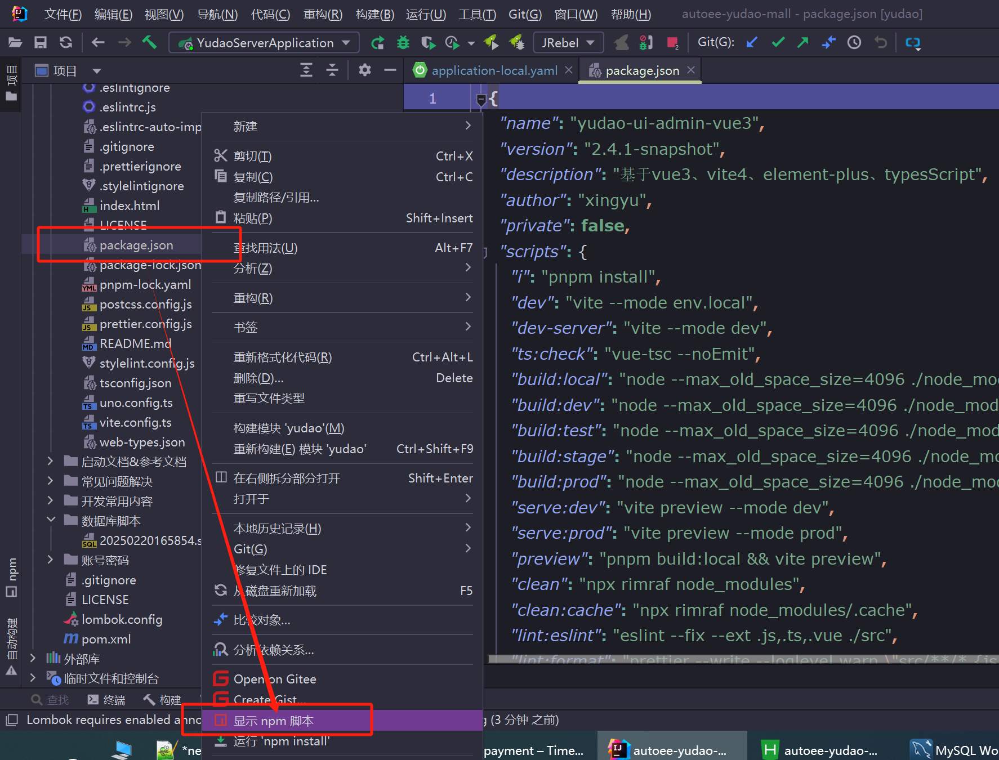 文件(F) 编辑(E) 视图(V) 导航(N) 代码(C) 重构(R) 构建(B) 运行(U) 工具(T) Git(G) 窗口(W) 帮助(H) autoee-yudao-mall - package.json [yudao]
YudaoServerApplication JRebel 2 Git(G):
项目
项目
application-local.yaml
package.json
.eslintignore
.eslintrc.js
.eslintrc-auto-imp
.gitignore
.prettierignore
.stylelintignore
index.html
LICENSE
package.json
package-lock.json
pnpm-lock.yaml
postcss.config.js
prettier.config.js
README.md
stylelint.config.js
tsconfig.json
uno.config.ts
vite.config.ts
web-types.json
启动文档&参考文档
常见问题解决
开发常用内容
数据库脚本
20250220165854.s
账号密码
.gitignore
LICENSE
lombok.config
pom.xml
外部库
临时文件和控制台
npm
自动构建
新建
剪切(T) Ctrl+X
复制(C) Ctrl+C
复制路径/引用...
粘贴(P) Shift+Insert
查找用法(U) Alt+F7
分析(Z)
重构(R)
书签
重新格式化代码(R) Ctrl+Alt+L
删除(D)... Delete
重写文件类型
构建模块 'yudao'(M)
重新构建(E) 模块 'yudao' Ctrl+Shift+F9
在右侧拆分部分打开 Shift+Enter
打开于
本地历史记录(H)
Git(G)
修复文件上的 IDE
从磁盘重新加载 F5
比较对象...
分析依赖关系...
Open on Gitee
Create Gist...
显示 npm 脚本
运行 'npm install'
1 {
"name": "yudao-ui-admin-vue3",
"version": "2.4.1-snapshot",
"description": "基于vue3、vite4、element-plus、typesScript",
"author": "xingyu",
"private": false,
"scripts": {
"i": "pnpm install",
"dev": "vite --mode env.local",
"dev-server": "vite --mode dev",
"ts:check": "vue-tsc --noEmit",
"build:local": "node --max_old_space_size=4096 ./node_mo
"build:dev": "node --max_old_space_size=4096 ./node_mod
"build:test": "node --max_old_space_size=4096 ./node_mod
"build:stage": "node --max_old_space_size=4096 ./node_m
"build:prod": "node --max_old_space_size=4096 ./node_mo
"serve:dev": "vite preview --mode dev",
"serve:prod": "vite preview --mode prod",
"preview": "pnpm build:local && vite preview",
"clean": "npx rimraf node_modules",
"clean:cache": "npx rimraf node_modules/.cache",
"lint:eslint": "eslint --fix --ext .js,.ts,.vue ./src",
"lint:format": "prettier --write --loglevel warn \"src/**/*.{js
查找 终端 构建
Lombok requires enabled anno
g (3 分钟 之前)
*ne
payment – Time...
autoee-yudao-...
autoee-yudao-...
MySQL Wo